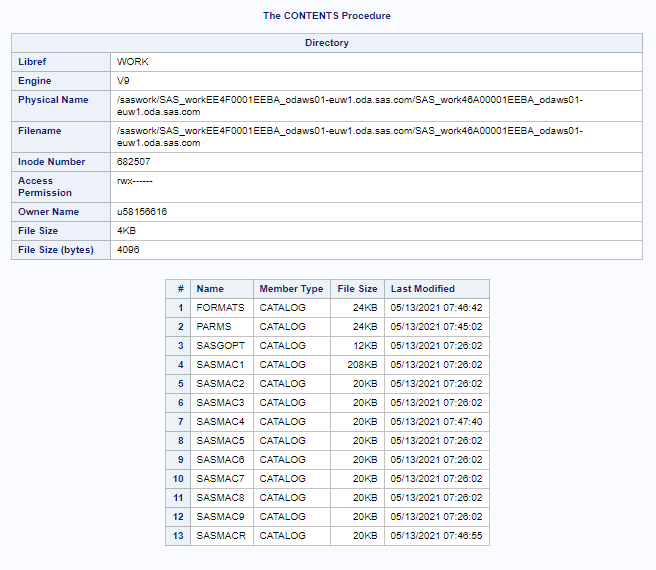 The CONTENTS Procedure
Directory
Libref WORK
Engine V9
Physical Name /saswork/SAS_workEE4F0001EEBA_odaws01-euw1.oda.sas.com/SAS_work46A00001EEBA_odaws01-
euw1.oda.sas.com
Filename /saswork/SAS_workEE4F0001EEBA_odaws01-euw1.oda.sas.com/SAS_work46A00001EEBA_odaws01-
euw1.oda.sas.com
Inode Number 682507
Access rwx------
Permission
Owner Name u58156616
File Size 4KB
File Size (bytes) 4096
# Name Member Type File Size Last Modified
1 FORMATS CATALOG 24KB 05/13/2021 07:46:42
2 PARMS CATALOG 24KB 05/13/2021 07:45:02
3 SASGOPT CATALOG 12KB 05/13/2021 07:26:02
4 SASMAC1 CATALOG 208KB 05/13/2021 07:26:02
5 SASMAC2 CATALOG 20KB 05/13/2021 07:26:02
6 SASMAC3 CATALOG 20KB 05/13/2021 07:26:02
7 SASMAC4 CATALOG 20KB 05/13/2021 07:47:40
8 SASMAC5 CATALOG 20KB 05/13/2021 07:26:02
9 SASMAC6 CATALOG 20KB 05/13/2021 07:26:02
10 SASMAC7 CATALOG 20KB 05/13/2021 07:26:02
11 SASMAC8 CATALOG 20KB 05/13/2021 07:26:02
12 SASMAC9 CATALOG 20KB 05/13/2021 07:26:02
13 SASMACR CATALOG 20KB 05/13/2021 07:46:55